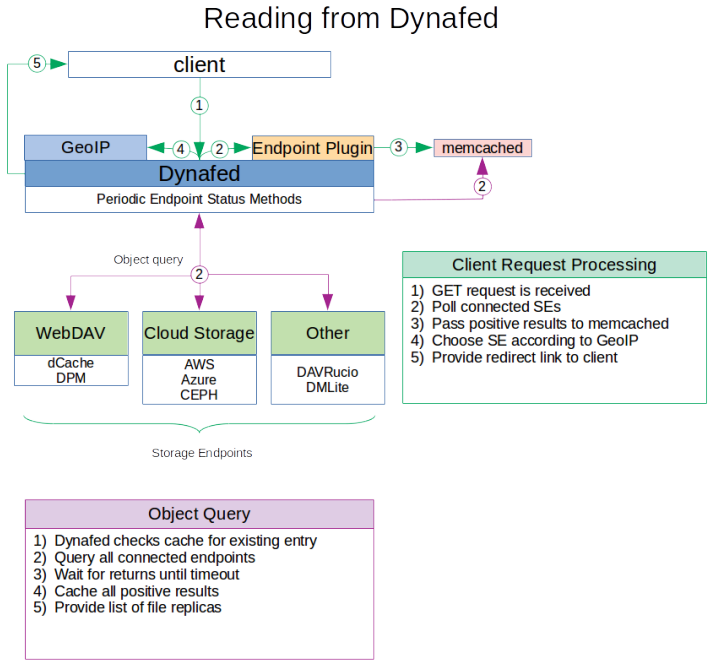 Reading from Dynafed
5
client
1
GeoIP
4
2
Endpoint Plugin
3
memcached
Dynafed
Periodic Endpoint Status Methods
2
Object query
2
WebDAV
Cloud Storage
Other
dCache
DPM
AWS
Azure
CEPH
DAVRucio
DMLite
Storage Endpoints
Client Request Processing
1) GET request is received
2) Poll connected SEs
3) Pass positive results to memcached
4) Choose SE according to GeoIP
5) Provide redirect link to client
Object Query
1) Dynafed checks cache for existing entry
2) Query all connected endpoints
3) Wait for returns until timeout
4) Cache all positive results
5) Provide list of file replicas